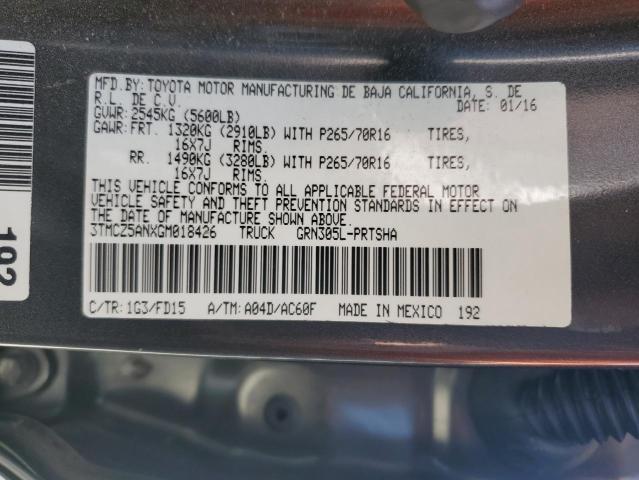 MFD.BY:TOYOTA MOTOR MANUFACTURING DE BAJA CALIFORNIA, S. DE
R.L. DE C.V. DATE: 01/16
GVWR:2545KG (5600LB)
GAWR:FRT. 1320KG (2910LB) WITH P265/70R16 TIRES,
16X7J RIMS.
RR. 1490KG (3280LB) WITH P265/70R16 TIRES,
16X7J RIMS.
THIS VEHICLE CONFORMS TO ALL APPLICABLE FEDERAL MOTOR
VEHICLE SAFETY AND THEFT PREVENTION STANDARDS IN EFFECT ON
THE DATE OF MANUFACTURE SHOWN ABOVE.
3TMCZ5ANXGM018426 TRUCK GRN305L-PRTSHA
C/TR:1G3/FD15 A/TM:A04D/AC60F MADE IN MEXICO 192
192